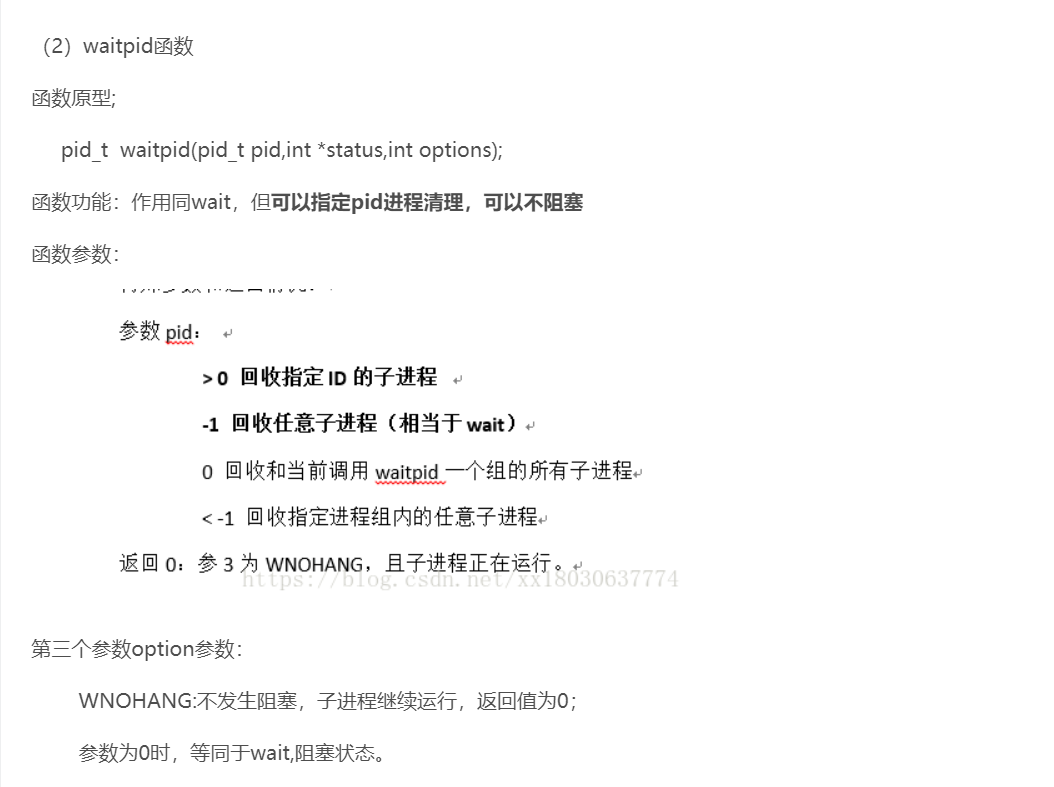 （2）waitpid函数
函数原型;
pid_t  waitpid(pid_t pid,int *status,int options);
函数功能：作用同wait，但可以指定pid进程清理，可以不阻塞
函数参数：
参数 pid：
> 0  回收指定 ID 的子进程
-1  回收任意子进程（相当于 wait）
0  回收和当前调用 waitpid 一个组的所有子进程
< -1  回收指定进程组内的任意子进程
返回 0：参 3 为 WNOHANG，且子进程正在运行。
https://blog.csdn.net/xx18030637774
第三个参数option参数：
WNOHANG:不发生阻塞，子进程继续运行，返回值为0；
参数为0时，等同于wait,阻塞状态。